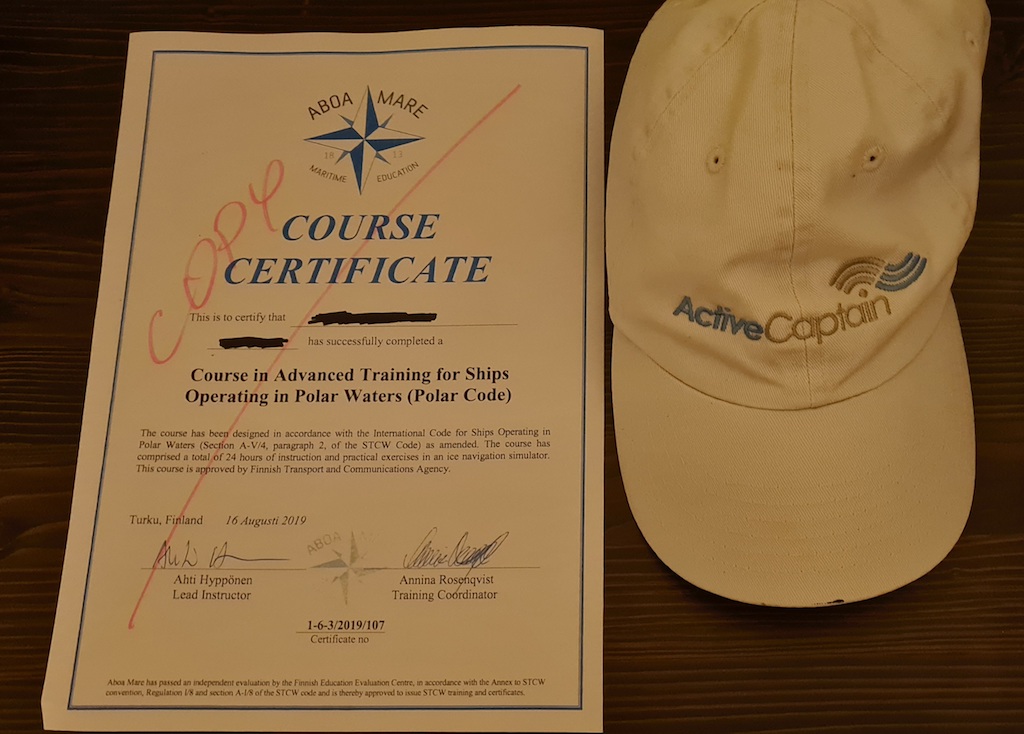 ABOA MARE
18 13
MARITIME EDUCATION
COPY
COURSE
CERTIFICATE
This is to certify that
has successfully completed a
Course in Advanced Training for Ships
Operating in Polar Waters (Polar Code)
The course has been designed in accordance with the International Code for Ships Operating in
Polar Waters (Section A-V/4, paragraph 2, of the STCW Code) as amended. The course has
comprised a total of 24 hours of instruction and practical exercises in an ice navigation simulator.
This course is approved by Finnish Transport and Communications Agency.
Turku, Finland 16 Augusti 2019
ABOA
Ahti Hyppönen
Lead Instructor
Annina Rosenqvist
Training Coordinator
1-6-3/2019/107
Certificate no
Aboa Mare has passed an independent evaluation by the Finnish Education Evaluation Centre, in accordance with the Annex to STCW
convention, Regulation I/8 and section A-I/8 of the STCW code and is thereby approved to issue STCW training and certificates.
ActiveCaptain